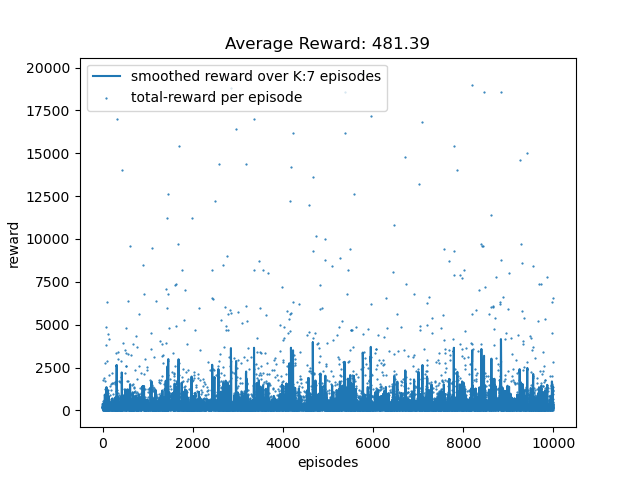 Average Reward: 481.39
smoothed reward over K:7 episodes
total-reward per episode
reward
20000
17500
15000
12500
10000
7500
5000
2500
0
0 2000 4000 6000 8000 10000
episodes